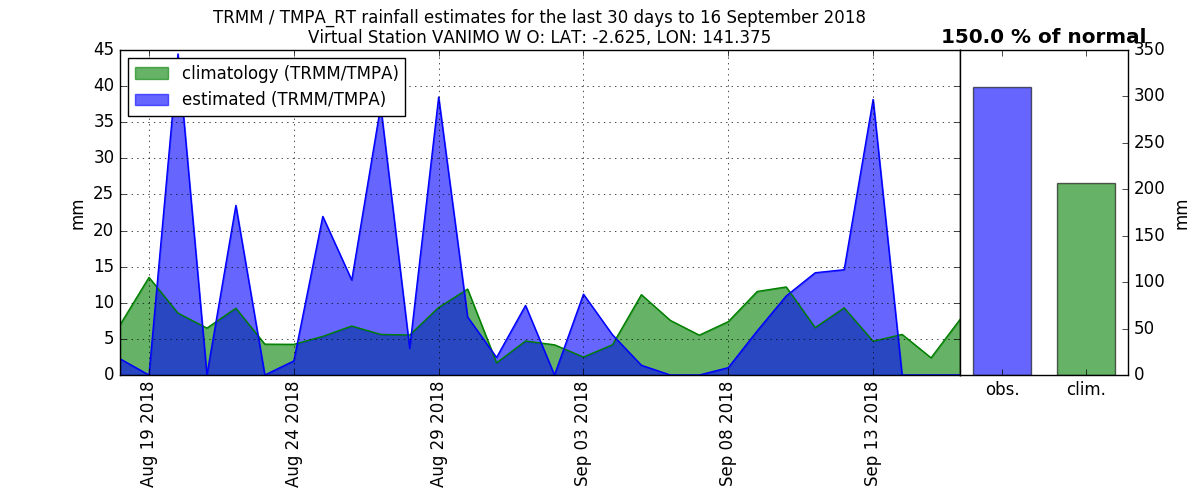 TRMM / TMPA_RT rainfall estimates for the last 30 days to 16 September 2018
Virtual Station VANIMO W O: LAT: -2.625, LON: 141.375
150.0 % of normal
climatology (TRMM/TMPA)
estimated (TRMM/TMPA)
mm
45
40
35
30
25
20
15
10
5
0
Aug 19 2018
Aug 24 2018
Aug 29 2018
Sep 03 2018
Sep 08 2018
Sep 13 2018
obs.
clim.
350
300
250
200
150
100
50
0
mm